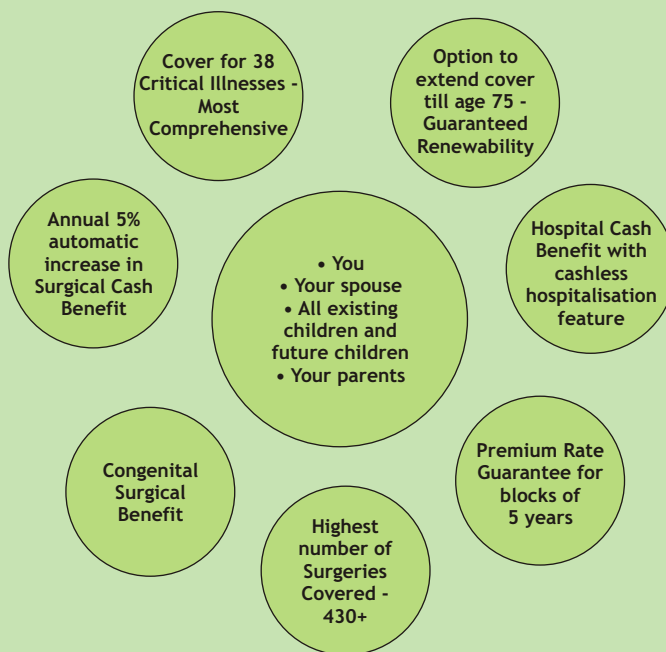 Cover for 38
Critical Illnesses -
Most
Comprehensive
Option to
extend cover
till age 75 -
Guaranteed
Renewability
Annual 5%
automatic
increase in
Surgical Cash
Benefit
• You
• Your spouse
• All existing
children and
future children
• Your parents
Hospital Cash
Benefit with
cashless
hospitalisation
feature
Congenital
Surgical
Benefit
Highest
number of
Surgeries
Covered -
430+
Premium Rate
Guarantee for
blocks of
5 years